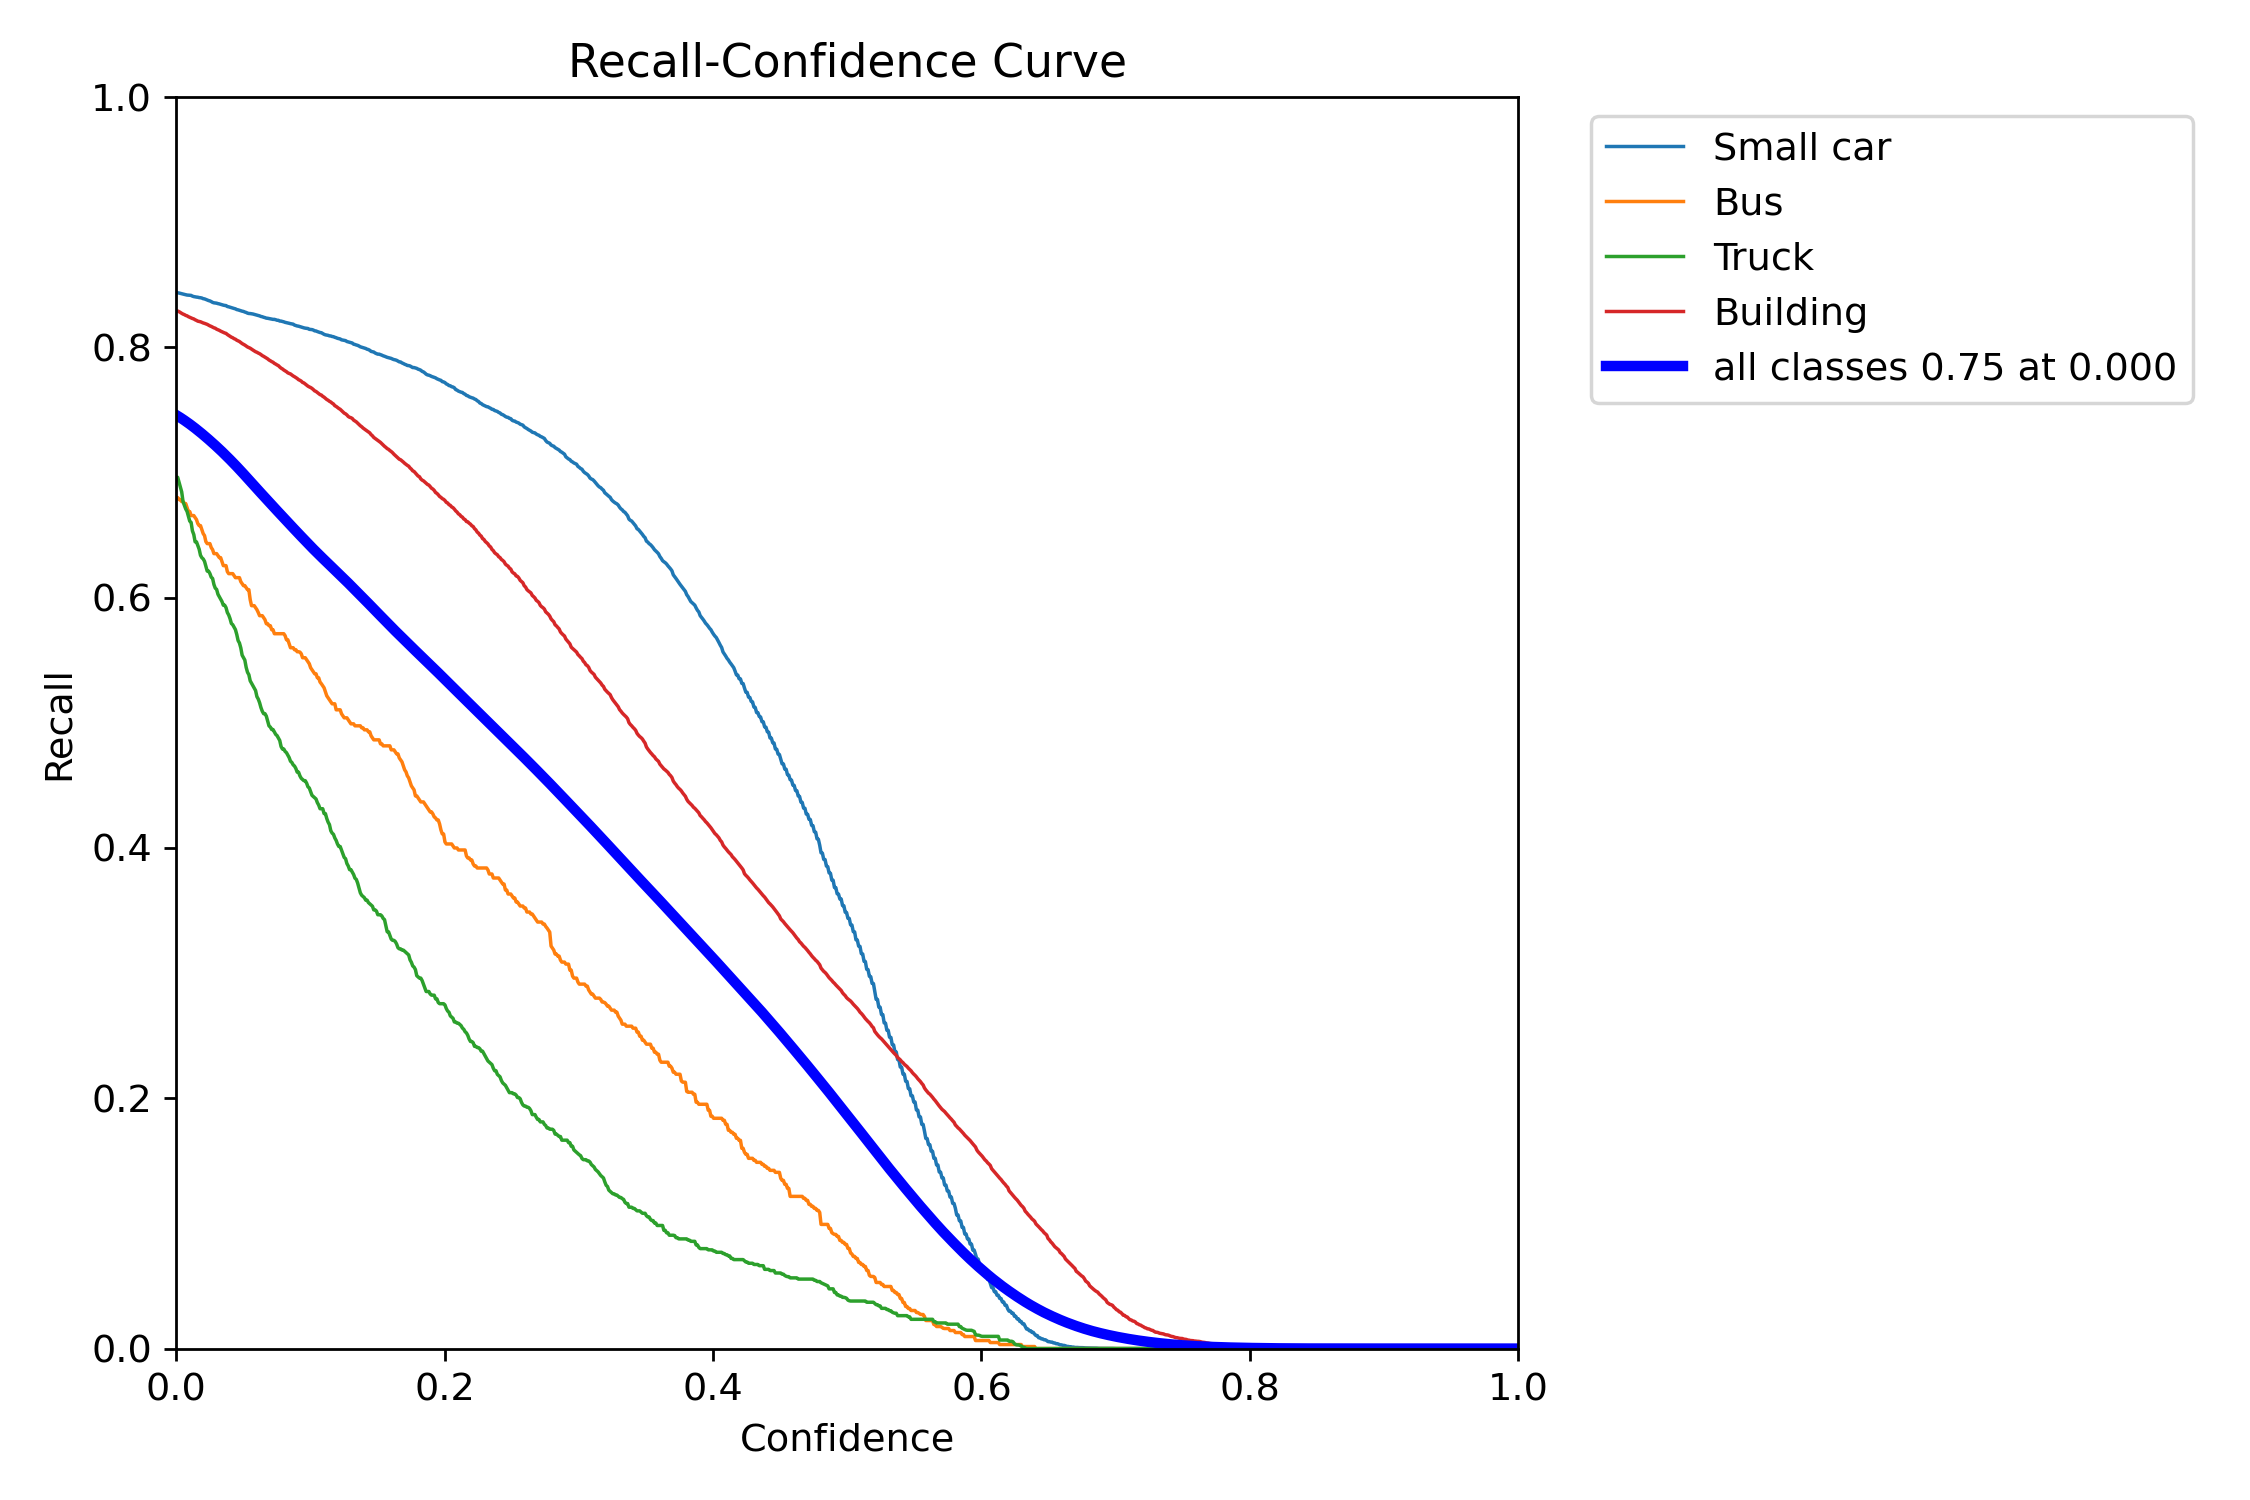 Recall-Confidence Curve
1.0
0.8
0.6
0.4
0.2
0.0
Recall
0.0 0.2 0.4 0.6 0.8 1.0
Confidence
Small car
Bus
Truck
Building
all classes 0.75 at 0.000